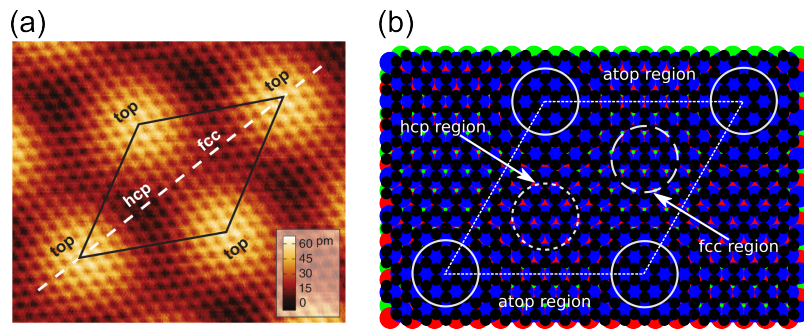 (a)
(b)
top
top
fcc
hcp
top
top
60 pm
45
30
15
0
atop region
hcp region
fcc region
atop region